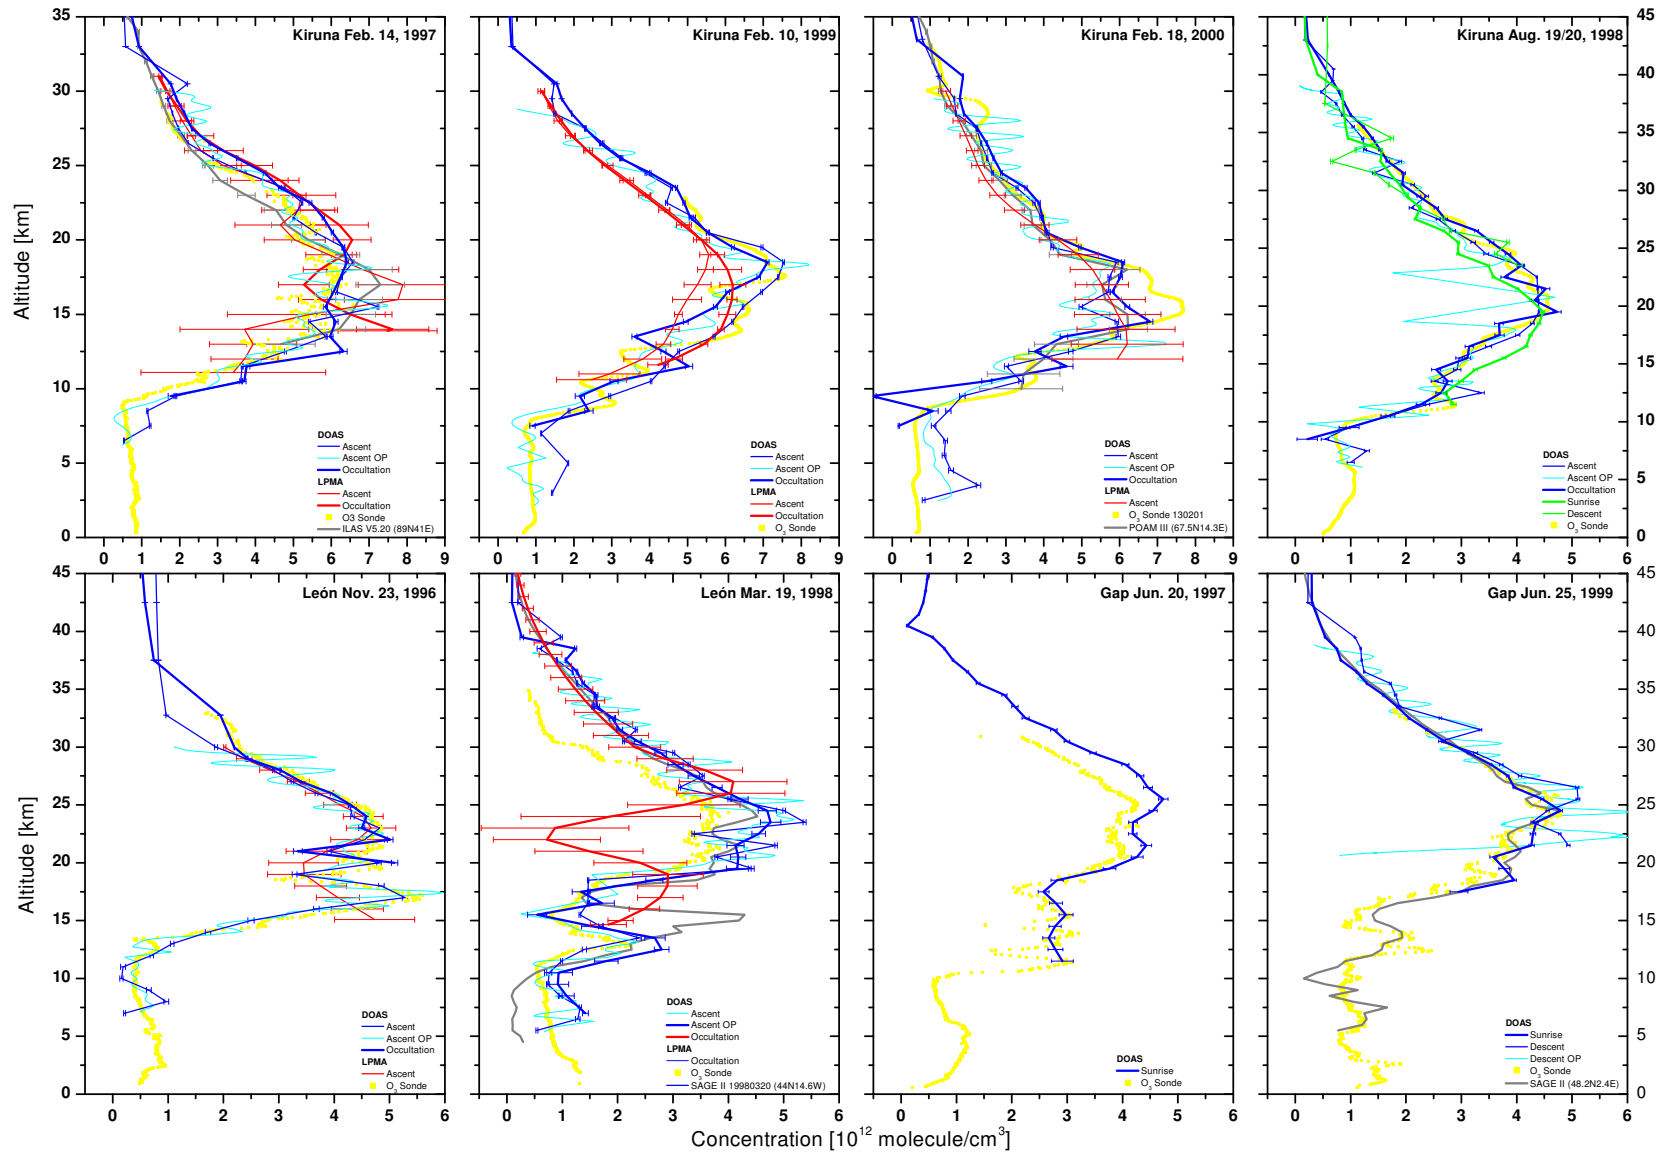 Kiruna Feb. 14, 1997
Kiruna Feb. 10, 1999
Kiruna Feb. 18, 2000
Kiruna Aug. 19/20, 1998
35
30
25
20
15
10
5
0
Altitude [km]
45
40
35
30
25
20
15
10
5
0
DOAS
Ascent
Ascent OP
Occultation
LPMA
Ascent
Occultation
O3 Sonde
ILAS V5.20 (89N41E)
DOAS
Ascent
Ascent OP
Occultation
LPMA
Ascent
Occultation
O3 Sonde
DOAS
Ascent
Ascent OP
Occultation
LPMA
Ascent
O3 Sonde 130201
POAM III (67.5N14.3E)
DOAS
Ascent
Ascent OP
Occultation
Sunrise
Descent
O3 Sonde
0 1 2 3 4 5 6 7 8 9
0 1 2 3 4 5 6 7 8 9
0 1 2 3 4 5 6 7 8 9
0 1 2 3 4 5 6
León Nov. 23, 1996
León Mar. 19, 1998
Gap Jun. 20, 1997
Gap Jun. 25, 1999
45
40
35
30
25
20
15
10
5
0
Altitude [km]
45
40
35
30
25
20
15
10
5
0
DOAS
Ascent
Ascent OP
Occultation
LPMA
Ascent
O3 Sonde
DOAS
Ascent
Ascent OP
Occultation
LPMA
Occultation
O3 Sonde
SAGE II 19980320 (44N14.6W)
DOAS
Sunrise
O3 Sonde
DOAS
Sunrise
Descent
Descent OP
O3 Sonde
SAGE II (48.2N2.4E)
0 1 2 3 4 5 6
0 1 2 3 4 5 6
0 1 2 3 4 5 6
0 1 2 3 4 5 6
Concentration [10^12 molecule/cm^3]